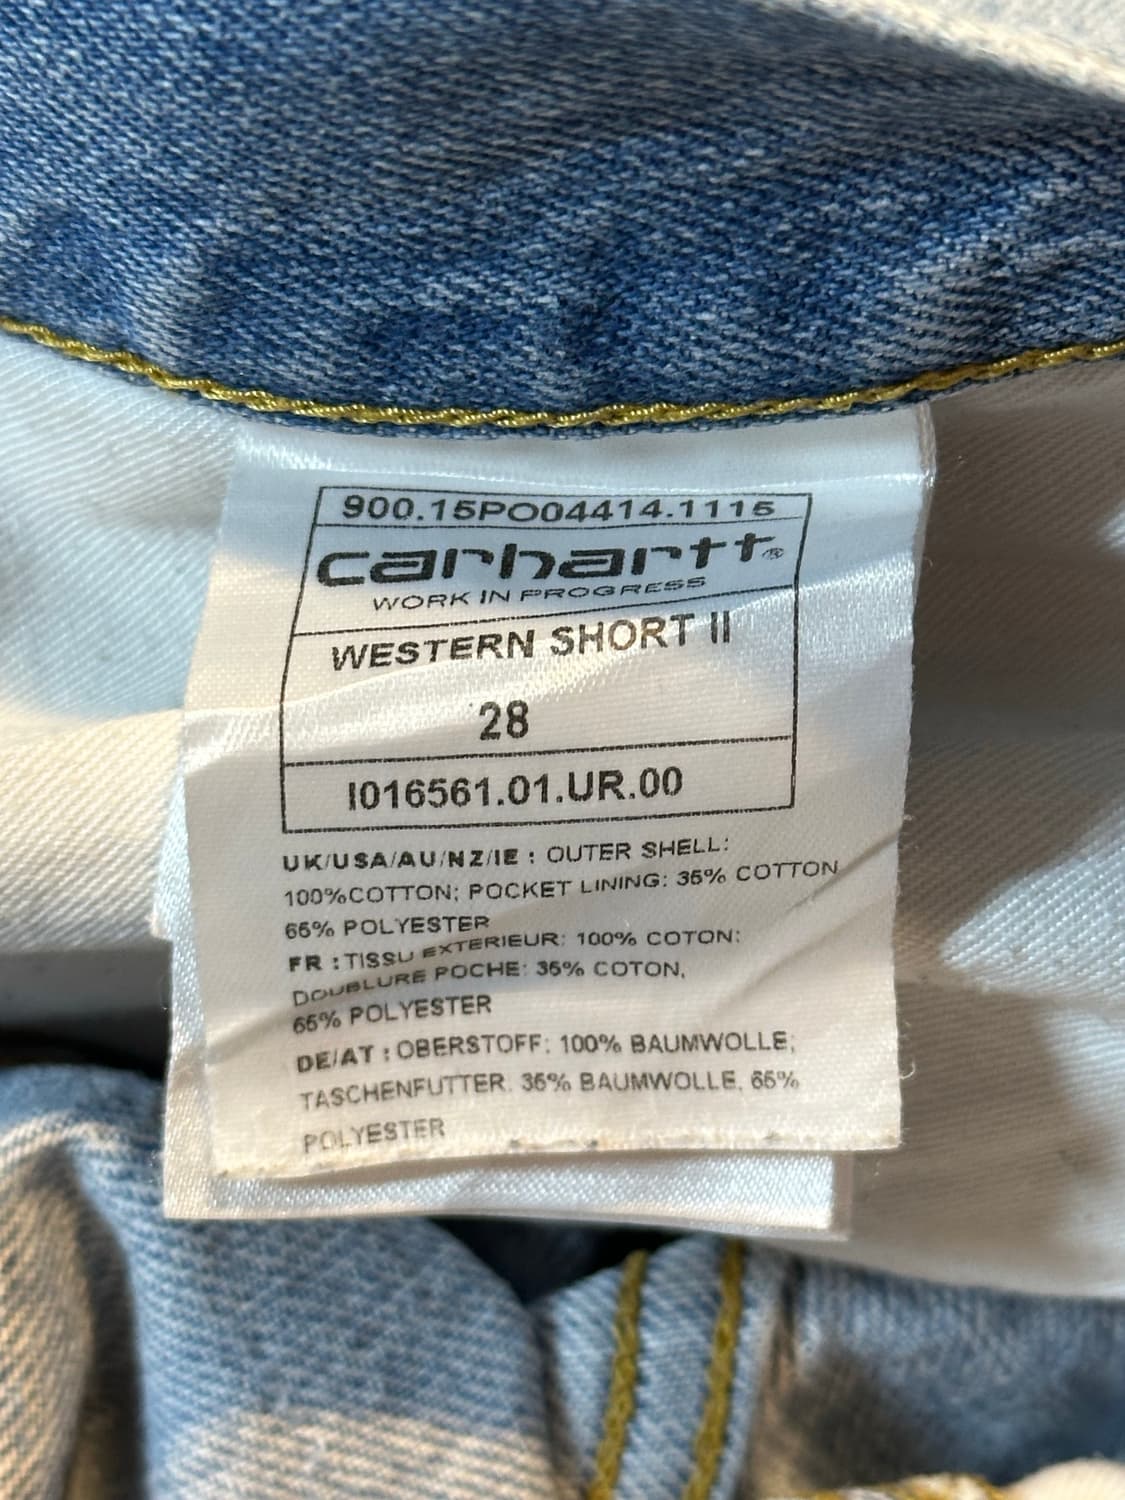 900.15PO04414.1115
carhartt®
WORK IN PROGRESS
WESTERN SHORT II
28
I016561.01.UR.00
UK/USA/AU/NZ/IE : OUTER SHELL:
100%COTTON; POCKET LINING: 35% COTTON
65% POLYESTER
FR : TISSU EXTERIEUR: 100% COTON:
DOUBLURE POCHE: 35% COTON,
65% POLYESTER
DE/AT : OBERSTOFF: 100% BAUMWOLLE;
TASCHENFUTTER. 35% BAUMWOLLE, 65%
POLYESTER